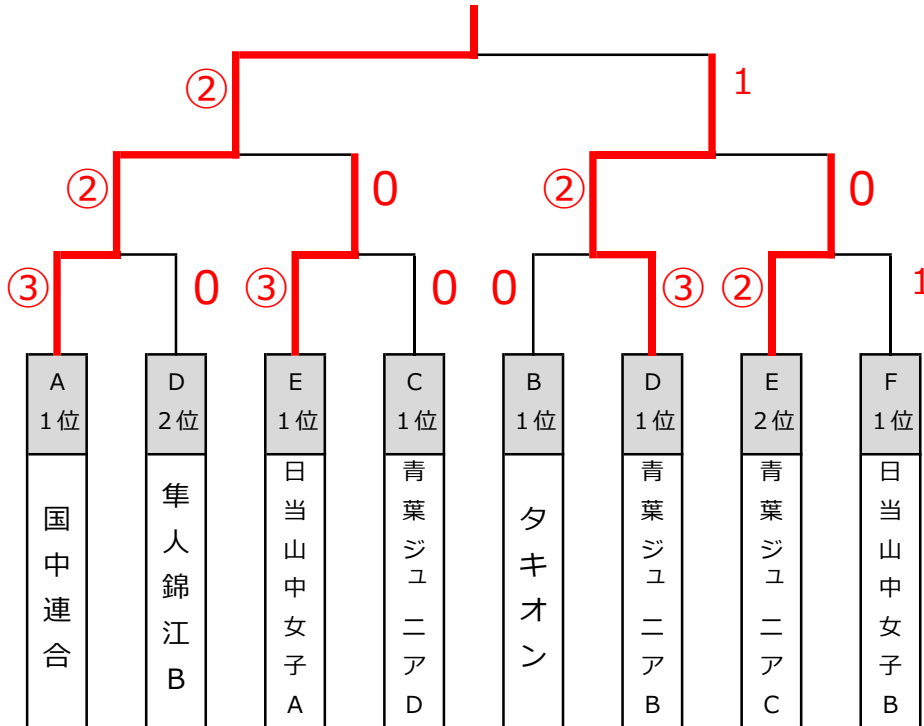 ② 1
② 0 ② 0
③ 0 ③ 0 0 ③ ② 1
A D E C B D E F
1位 2位 1位 1位 1位 1位 2位 1位
国中連合
隼人錦江B
日当山中女子A
青葉ジュニアD
タキオン
青葉ジュニアB
青葉ジュニアC
日当山中女子B